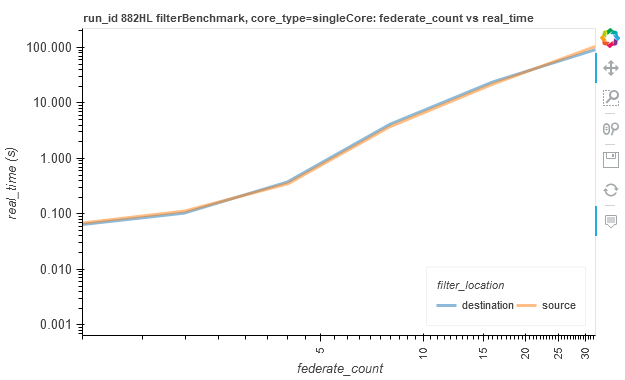 run_id 882HL filterBenchmark, core_type=singleCore: federate_count vs real_time
100.000
10.000
1.000
0.100
0.010
0.001
real_time (s)
filter_location
destination source
5 10 15 20 25 30
federate_count